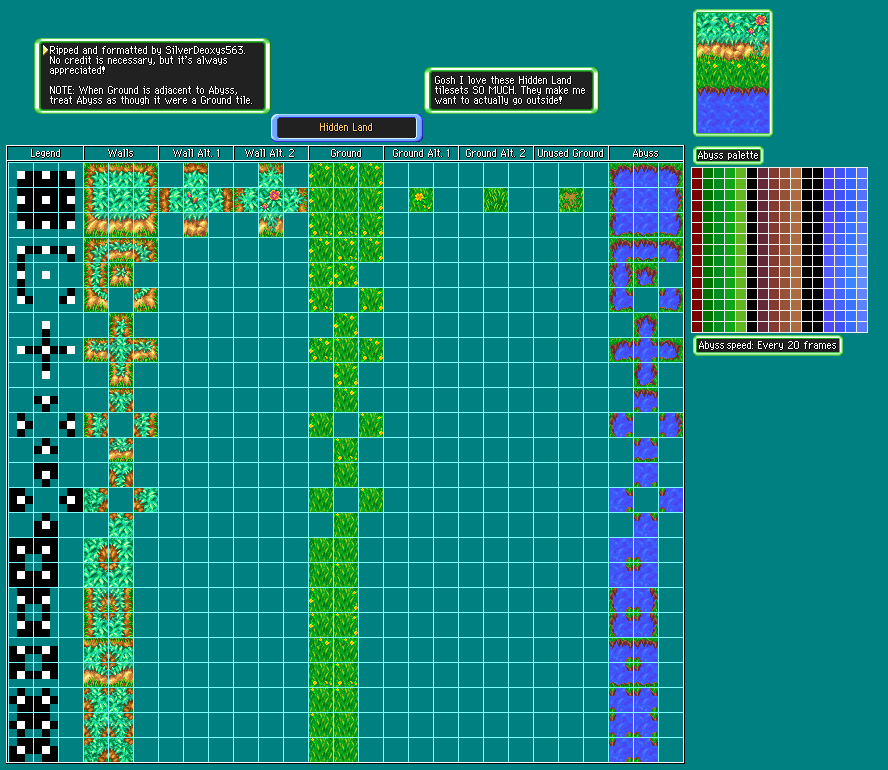 Ripped and formatted by SilverDeoxys563.
No credit is necessary, but it's always
appreciated!
NOTE: When Ground is adjacent to Abyss,
treat Abyss as though it were a Ground tile.
Gosh I love these Hidden Land
tilesets SO MUCH. They make me
want to actually go outside!
Hidden Land
Legend Walls Wall Alt. 1 Wall Alt. 2 Ground Ground Alt. 1 Ground Alt. 2 Unused Ground Abyss
Abyss palette
Abyss speed: Every 20 frames